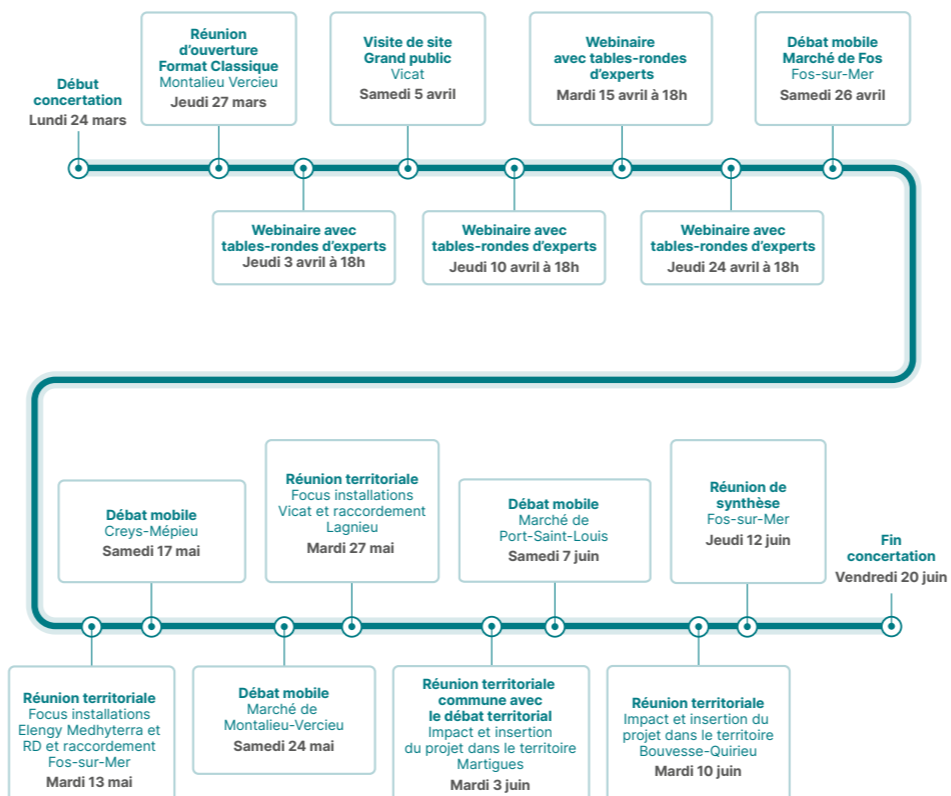 Début
concertation
Lundi 24 mars
Réunion
d'ouverture
Format Classique
Montalieu Vercieu
Jeudi 27 mars
Webinaire avec
tables-rondes d'experts
Jeudi 3 avril à 18h
Visite de site
Grand public
Vicat
Samedi 5 avril
Webinaire avec
tables-rondes d'experts
Jeudi 10 avril à 18h
Webinaire
avec tables-rondes
d'experts
Mardi 15 avril à 18h
Webinaire avec
tables-rondes d'experts
Jeudi 24 avril à 18h
Débat mobile
Marché de Fos
Fos-sur-Mer
Samedi 26 avril
Réunion territoriale
Focus installations
Elengy Medhyterra et
RD et raccordement
Fos-sur-Mer
Mardi 13 mai
Débat mobile
Creys-Mépieu
Samedi 17 mai
Débat mobile
Marché de
Montalieu-Vercieu
Samedi 24 mai
Réunion territoriale
Focus installations
Vicat et raccordement
Lagnieu
Mardi 27 mai
Réunion territoriale
commune avec
le débat territorial
Impact et insertion
du projet dans le territoire
Martigues
Mardi 3 juin
Débat mobile
Marché de
Port-Saint-Louis
Samedi 7 juin
Réunion territoriale
Impact et insertion du
projet dans le territoire
Bouvesse-Quirieu
Mardi 10 juin
Réunion de
synthèse
Fos-sur-Mer
Jeudi 12 juin
Fin
concertation
Vendredi 20 juin